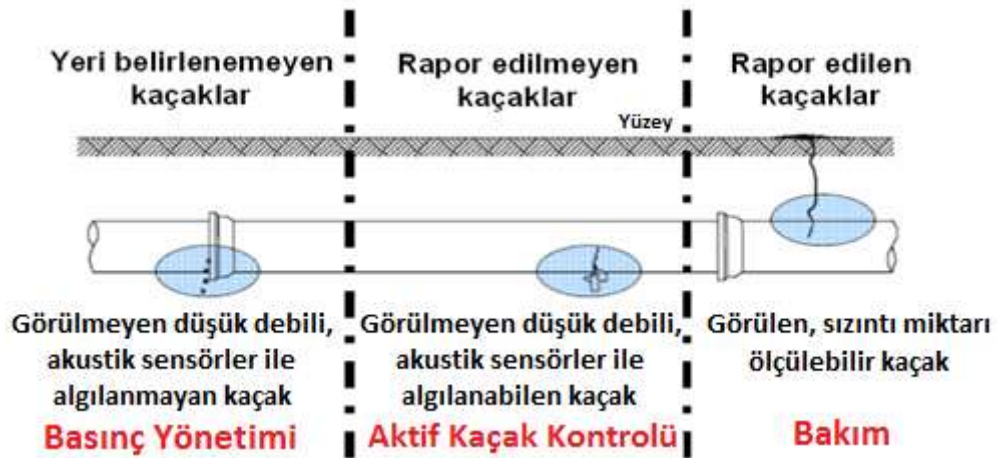 Yeri belirlenemeyen
kaçaklar
Rapor edilmeyen
kaçaklar
Rapor edilen
kaçaklar
Yüzey
Görülmeyen düşük debili,
akustik sensörler ile
algılanmayan kaçak
Basınç Yönetimi
Görülmeyen düşük debili,
akustik sensörler ile
algılanabilen kaçak
Aktif Kaçak Kontrolü
Görülen, sızıntı miktarı
ölçülebilir kaçak
Bakım